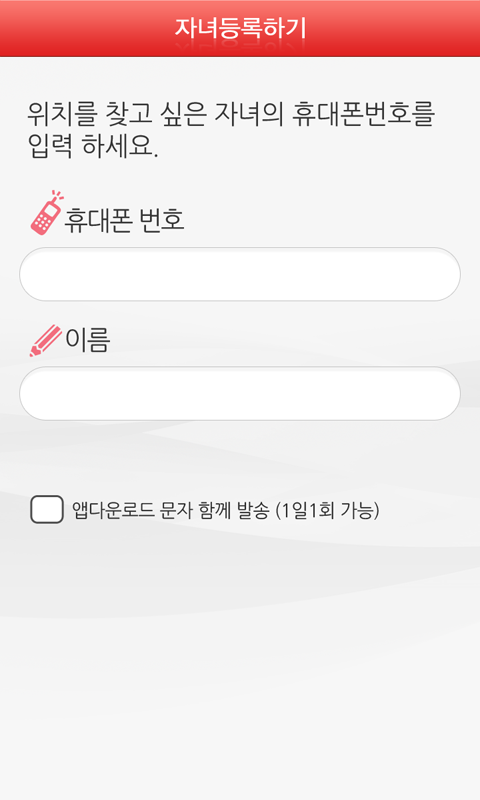 자녀등록하기
위치를 찾고 싶은 자녀의 휴대폰번호를
입력 하세요.
휴대폰 번호
이름
앱다운로드 문자 함께 발송 (1일1회 가능)